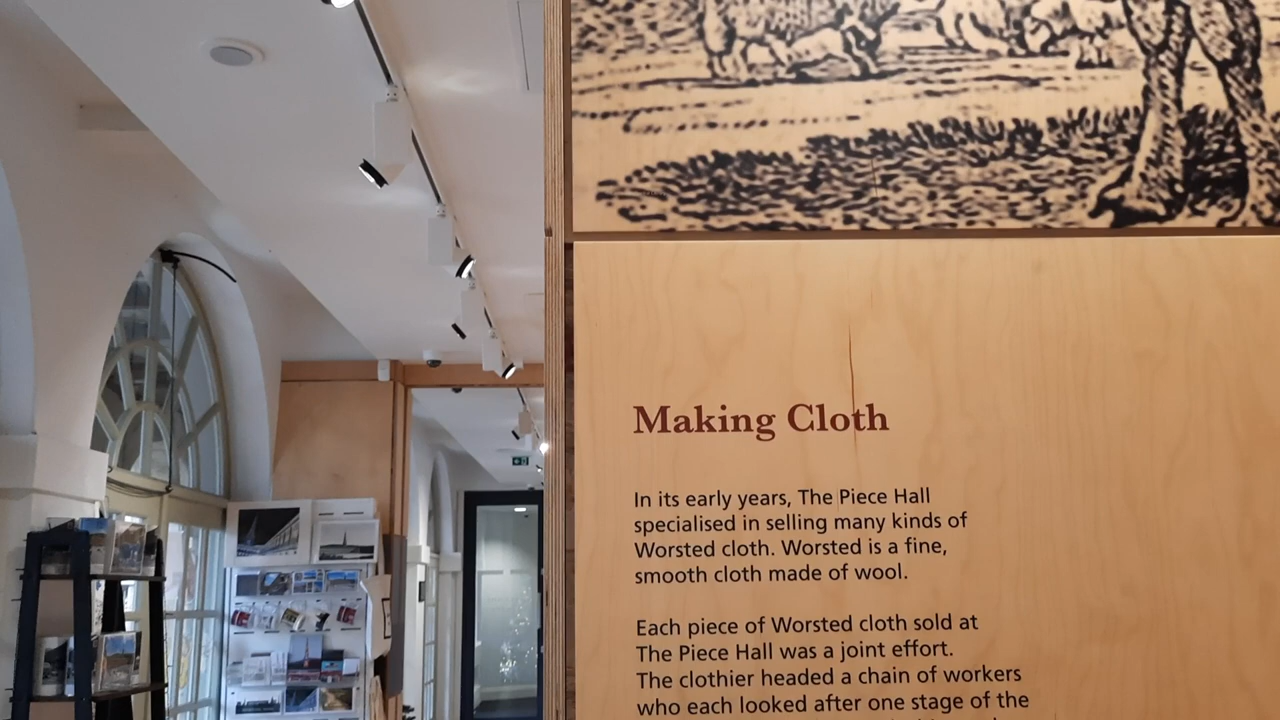 Making Cloth
In its early years, The Piece Hall
specialised in selling many kinds of
Worsted cloth. Worsted is a fine,
smooth cloth made of wool.
Each piece of Worsted cloth sold at
The Piece Hall was a joint effort.
The clothier headed a chain of workers
who each looked after one stage of the